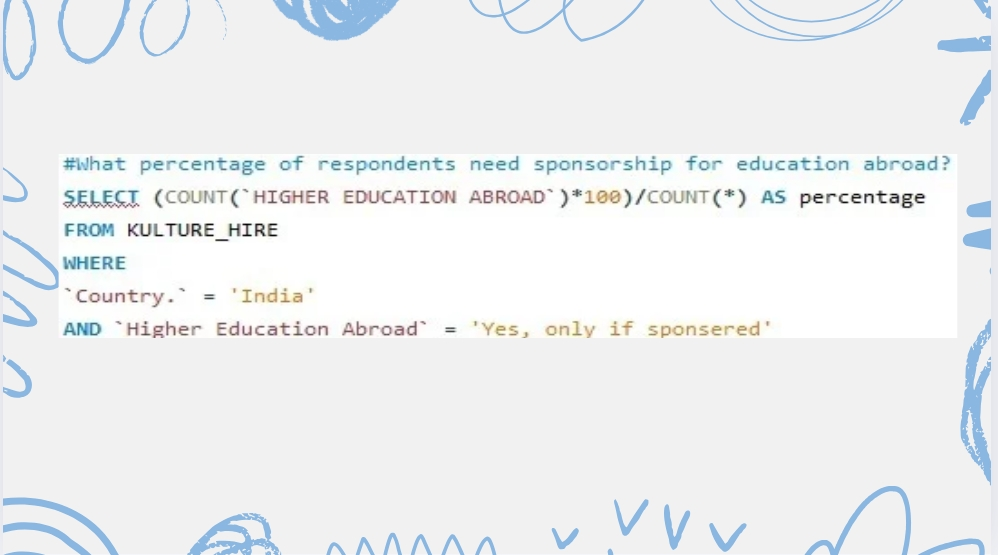 #What percentage of respondents need sponsorship for education abroad?
SELECT (COUNT(`HIGHER EDUCATION ABROAD`)*100)/COUNT(*) AS percentage
FROM KULTURE_HIRE
WHERE
`Country.` = 'India'
AND `Higher Education Abroad` = 'Yes, only if sponsered'